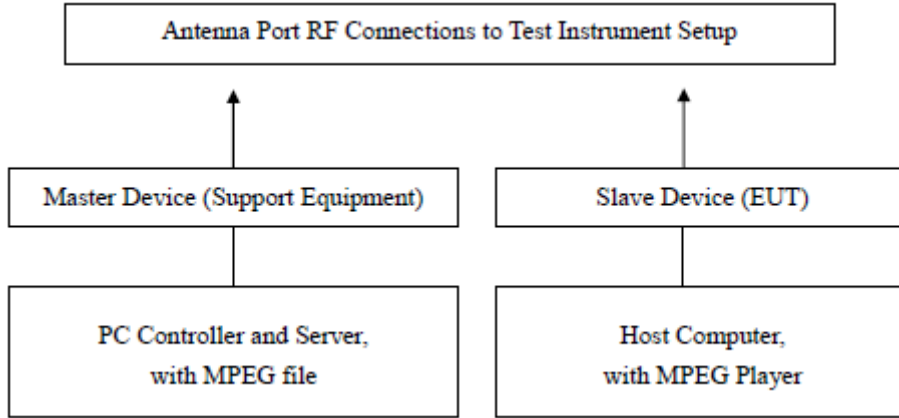 Antenna Port RF Connections to Test Instrument Setup
Master Device (Support Equipment)
Slave Device (EUT)
PC Controller and Server,
with MPEG file
Host Computer,
with MPEG Player